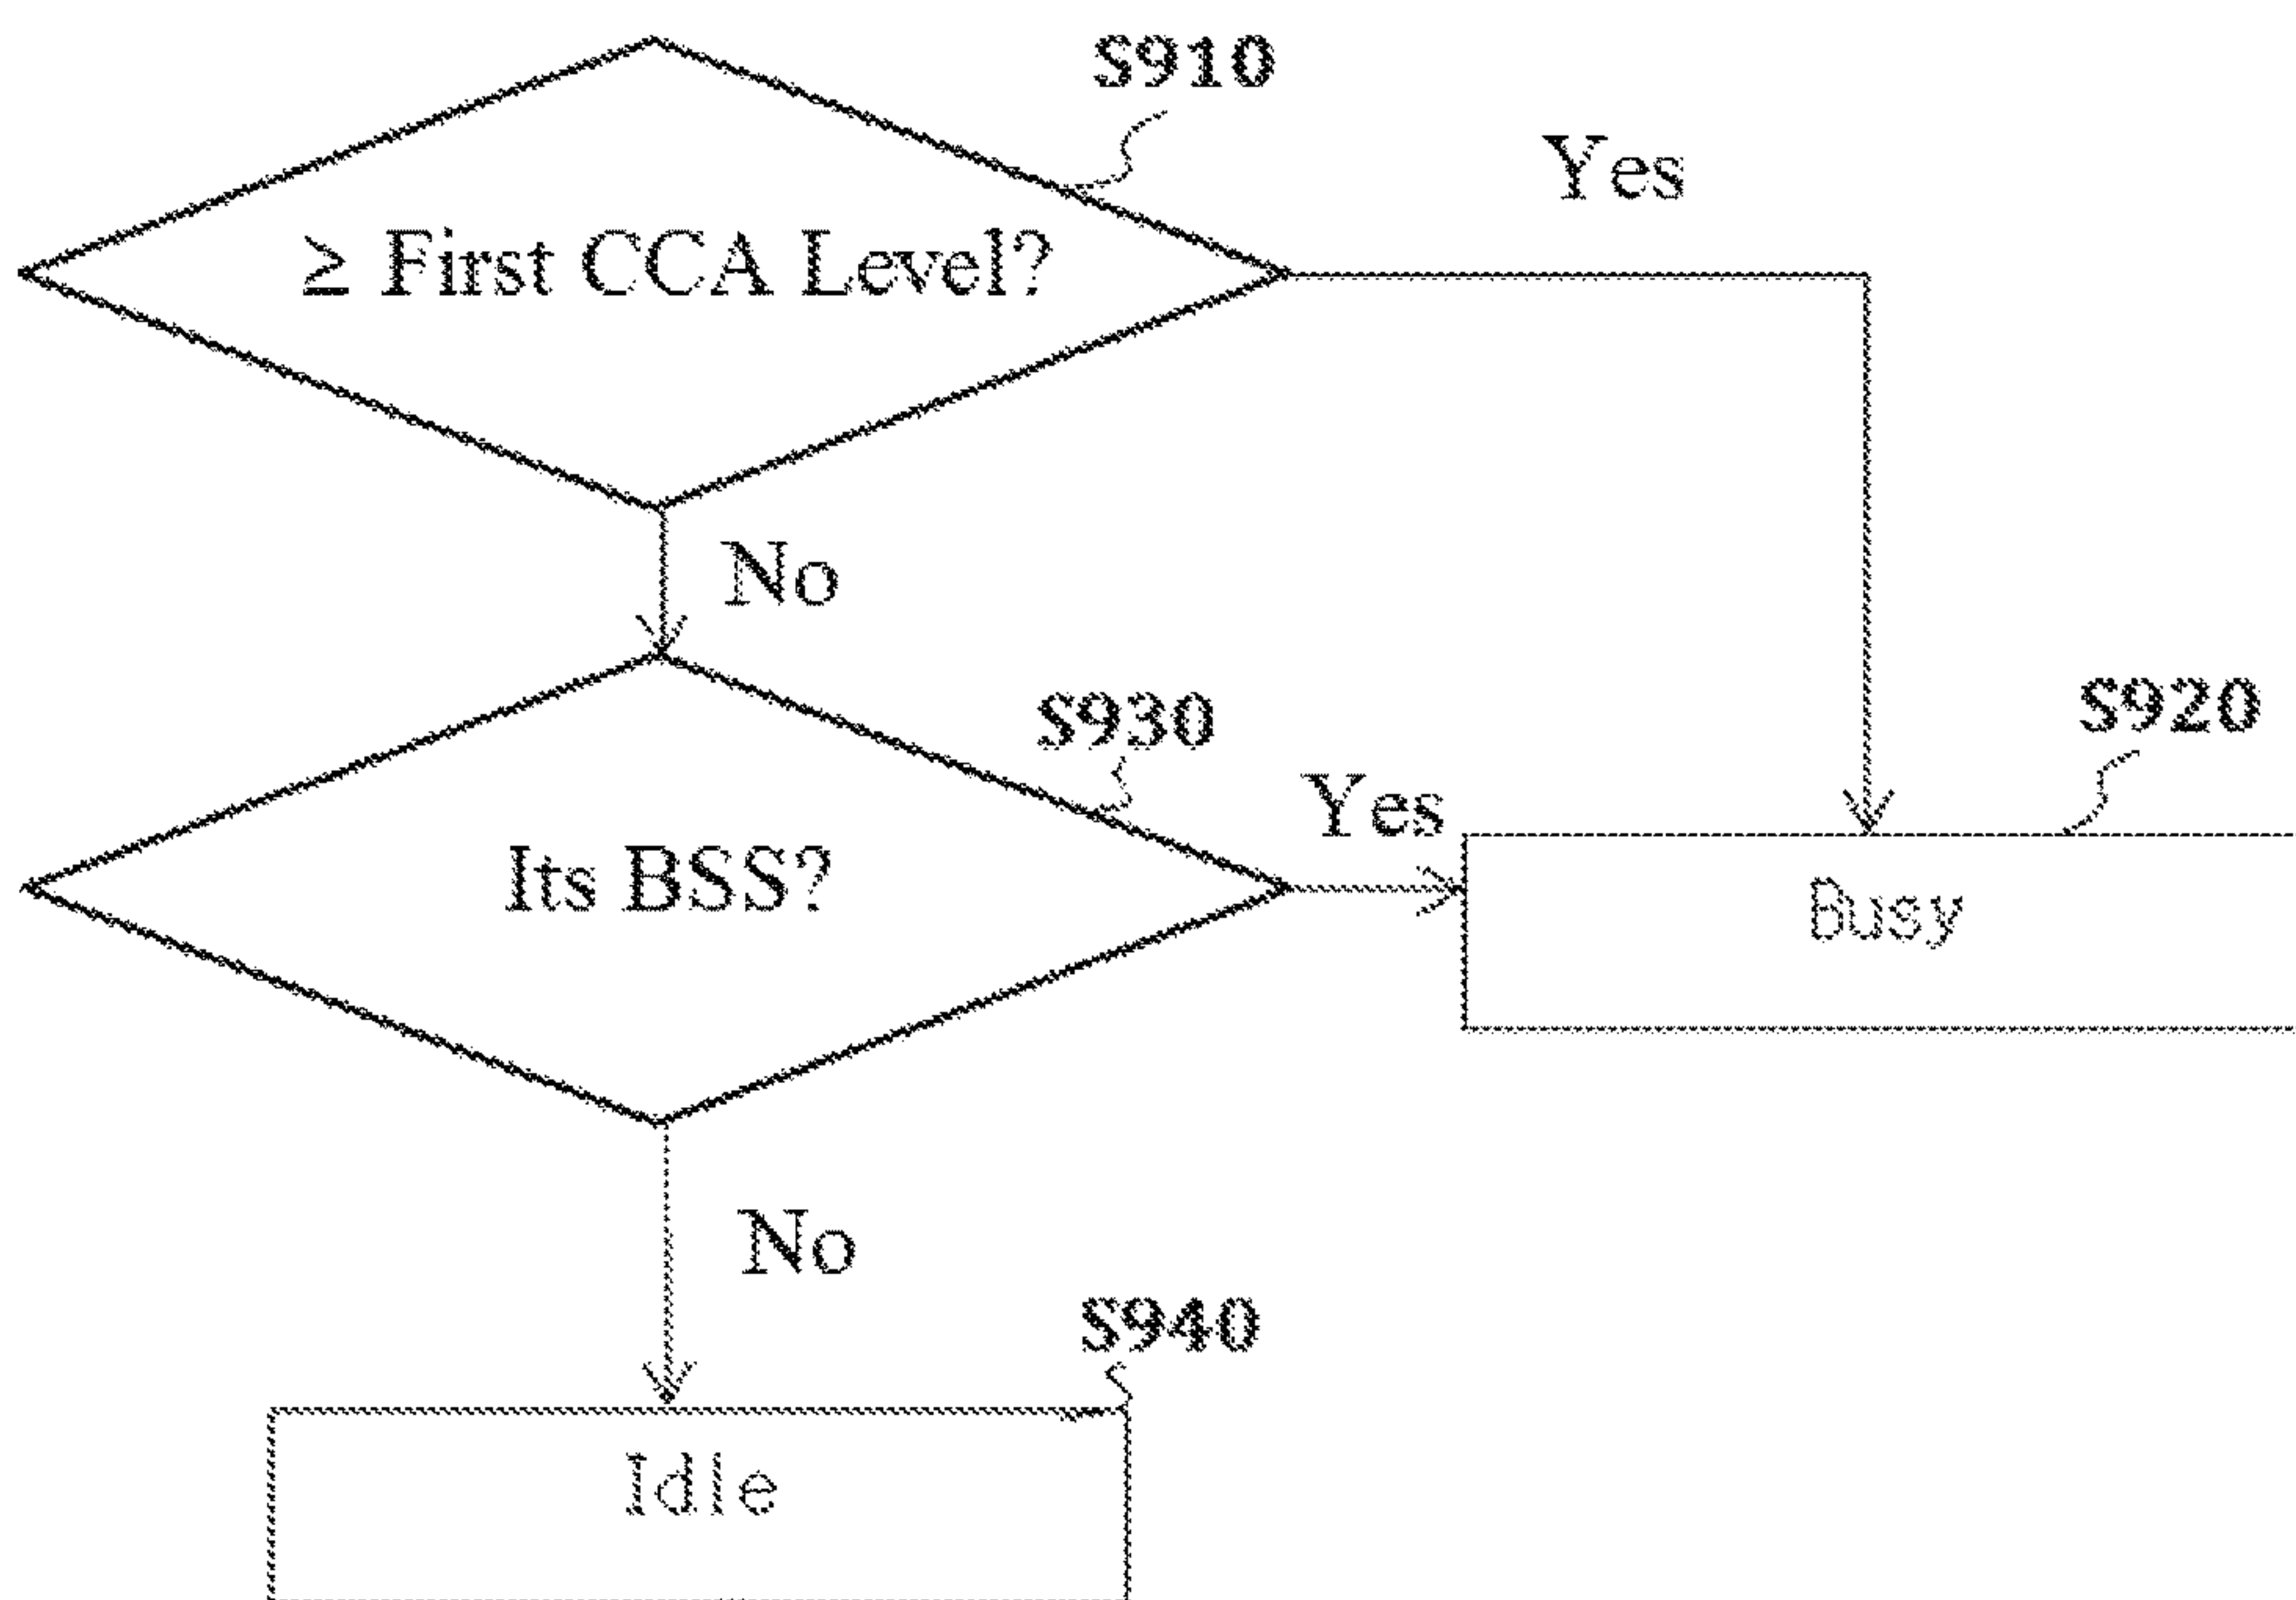 S910
Yes
≥ First CCA Level?
No
S930
S920
Yes
Its BSS?
Busy
No
S940
Idle